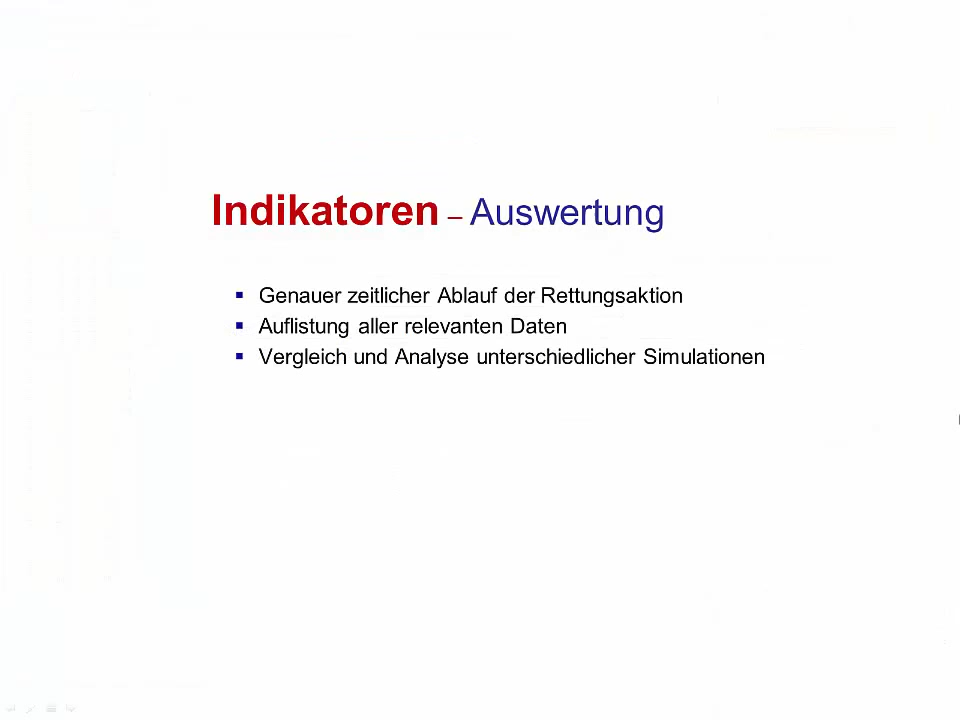 Indikatoren – Auswertung
Genauer zeitlicher Ablauf der Rettungsaktion
Auflistung aller relevanten Daten
Vergleich und Analyse unterschiedlicher Simulationen